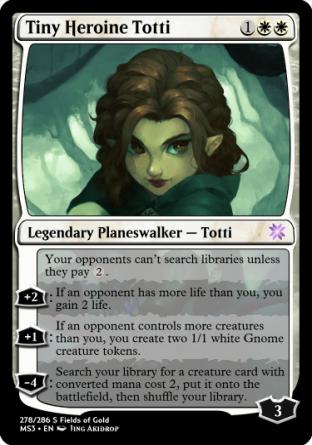 Tiny Heroine Totti 1
Legendary Planeswalker — Totti
Your opponents can't search libraries unless
they pay 2 .
+2: If an opponent has more life than you, you
gain 2 life.
+1: If an opponent controls more creatures
than you, you create two 1/1 white Gnome
creature tokens.
-4: Search your library for a creature card with
converted mana cost 2, put it onto the
battlefield, then shuffle your library.
3
278/286 S Fields of Gold
MS3 • EN Jing Akidrop